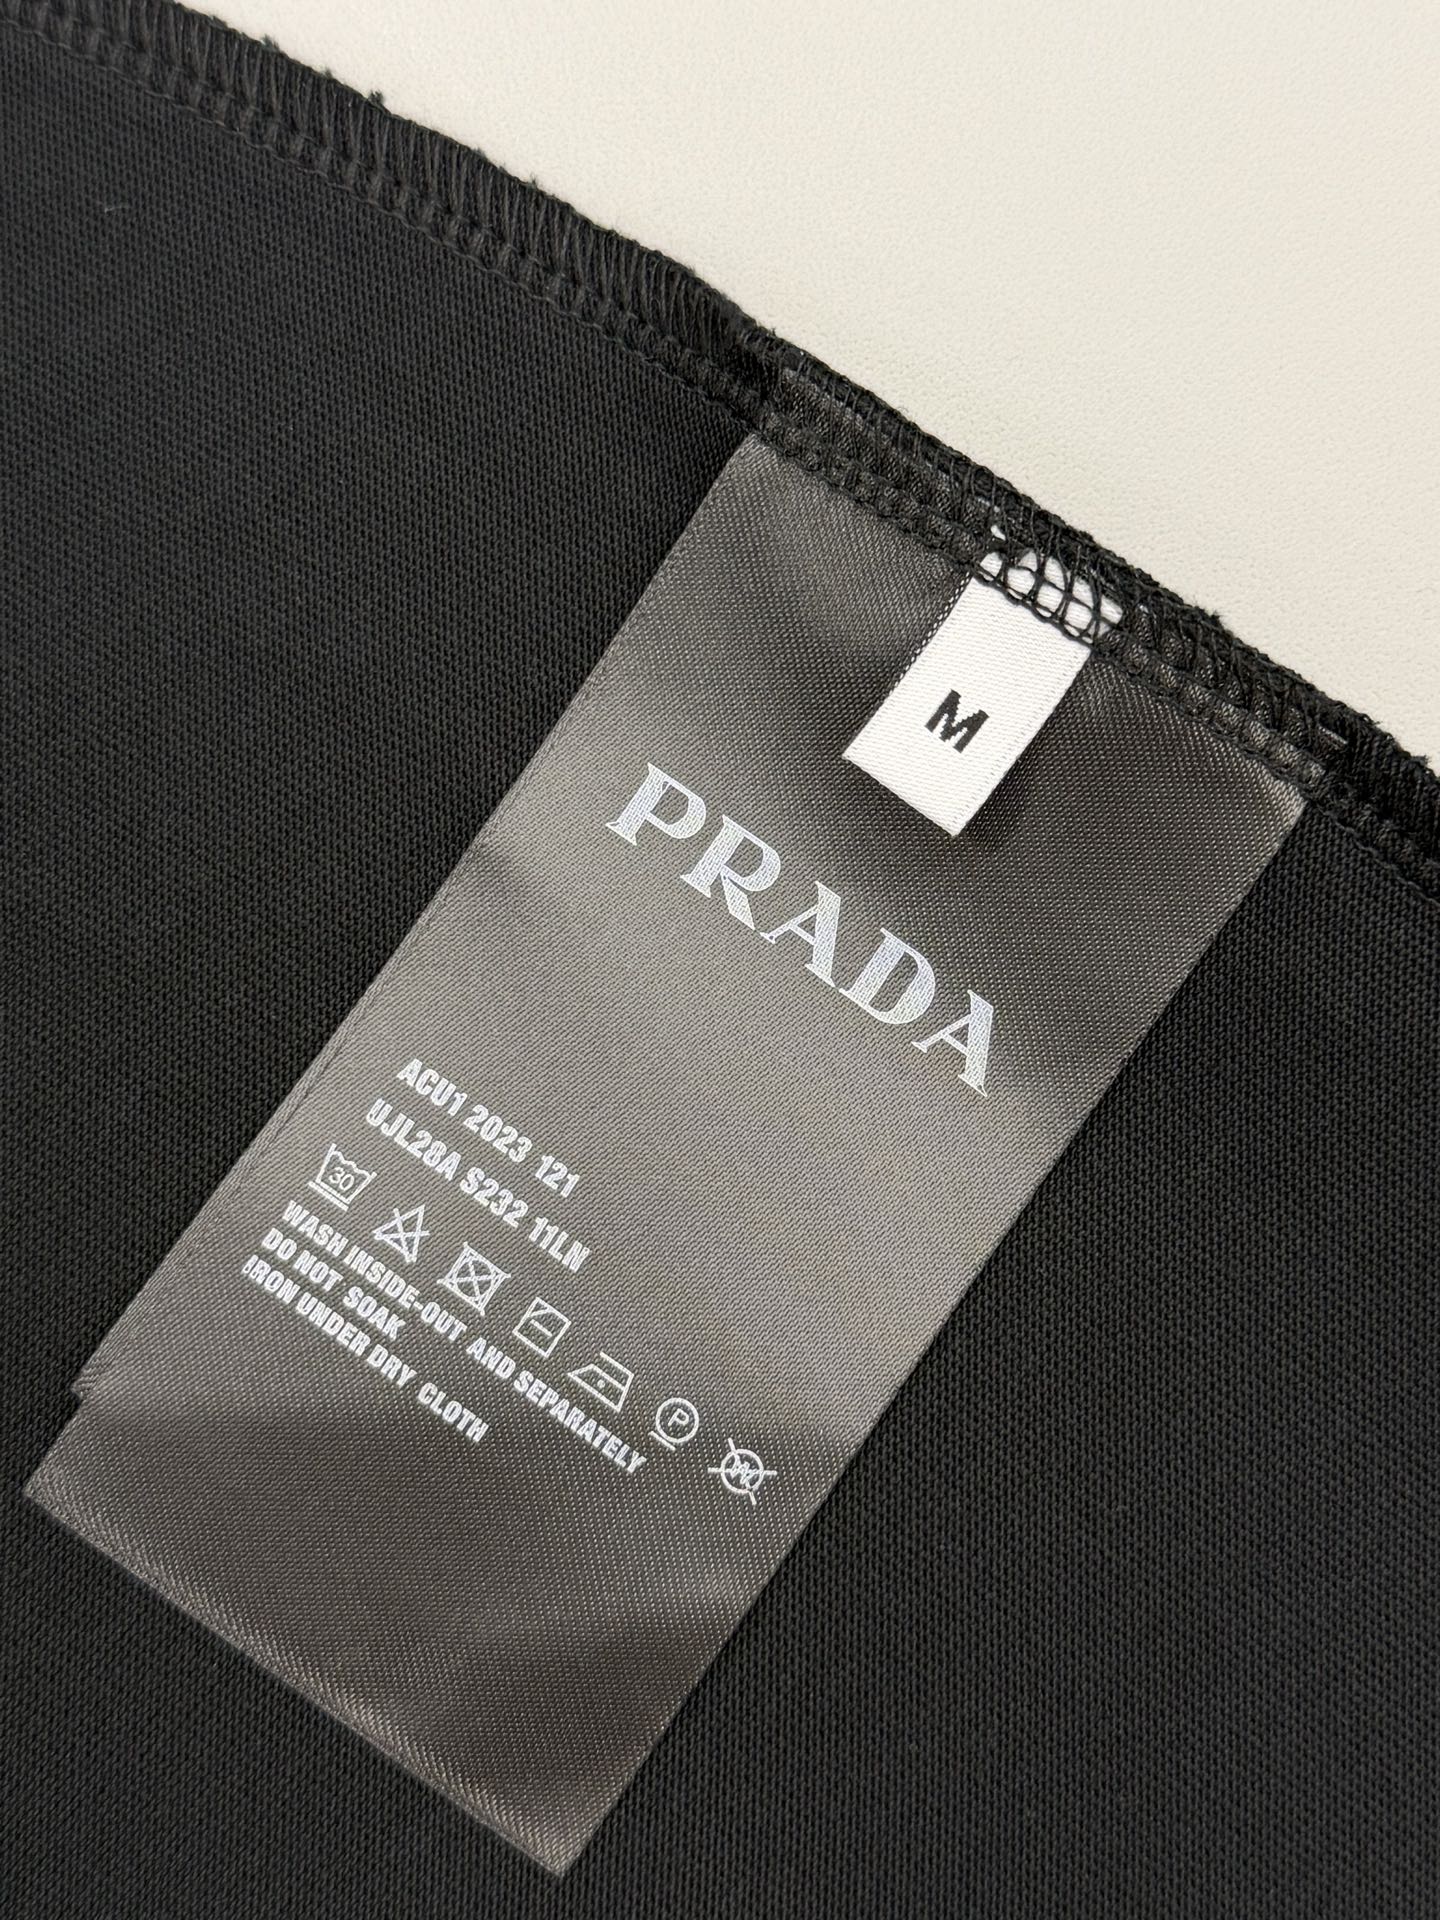 M
PRADA
ACU1 2023 121
UJL28A S232 11LN
30
P
W
WASH INSIDE-OUT AND SEPARATELY
DO NOT SOAK
IRON UNDER DRY CLOTH